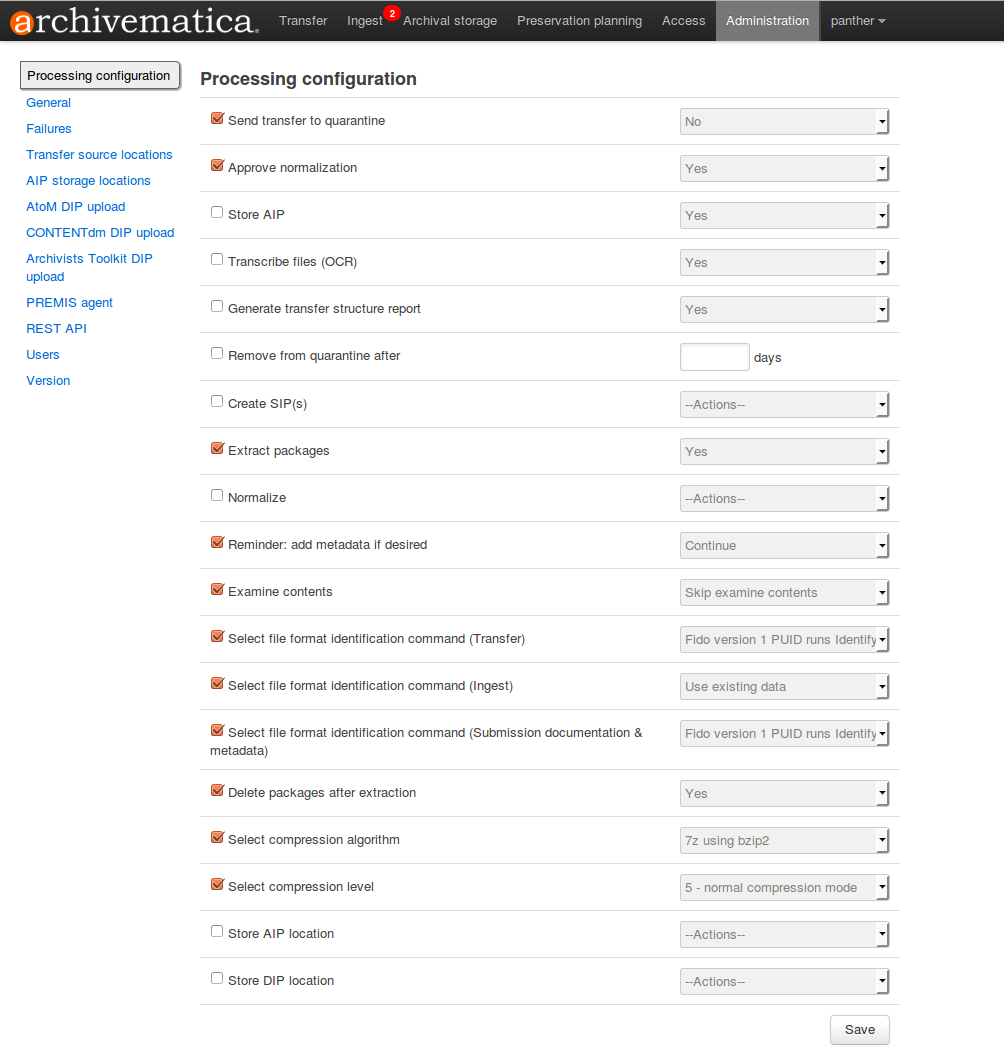 archivematica.
Transfer Ingest 2 Archival storage Preservation planning Access Administration panther
Processing configuration
General
Failures
Transfer source locations
AIP storage locations
AtoM DIP upload
CONTENTdm DIP upload
Archivists Toolkit DIP
upload
PREMIS agent
REST API
Users
Version
Processing configuration
Send transfer to quarantine No
Approve normalization Yes
Store AIP Yes
Transcribe files (OCR) Yes
Generate transfer structure report Yes
Remove from quarantine after days
Create SIP(s) --Actions--
Extract packages Yes
Normalize --Actions--
Reminder: add metadata if desired Continue
Examine contents Skip examine contents
Select file format identification command (Transfer) Fido version 1 PUID runs Identify
Select file format identification command (Ingest) Use existing data
Select file format identification command (Submission documentation & Fido version 1 PUID runs Identify
metadata)
Delete packages after extraction Yes
Select compression algorithm 7z using bzip2
Select compression level 5 - normal compression mode
Store AIP location --Actions--
Store DIP location --Actions--
Save